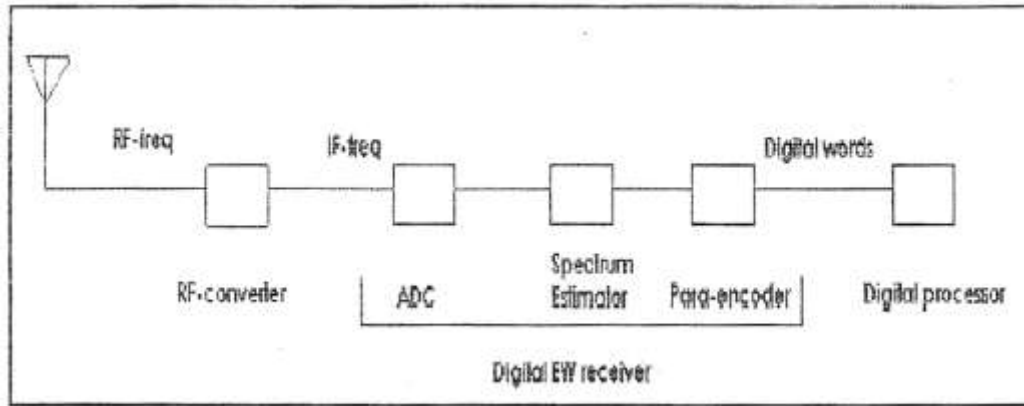 RF-freq
IF-freq
Digital words
RF-converter
ADC
Spectrum
Estimator
Para-encoder
Digital processor
Digital EW receiver